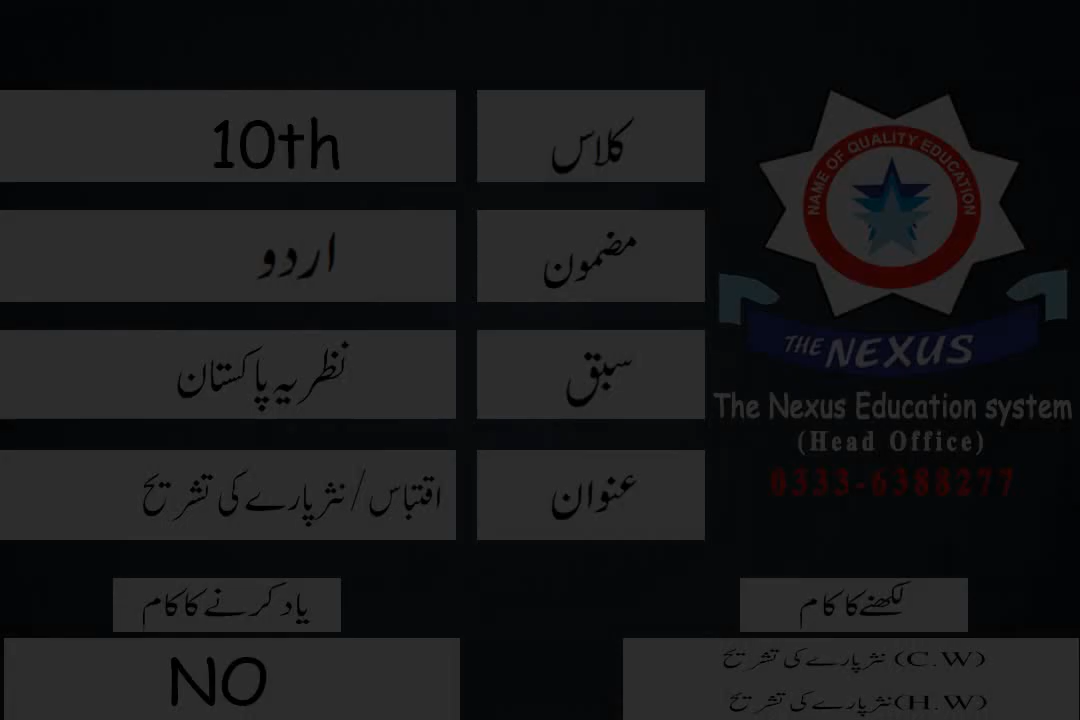 کلاس 10th
مضمون اردو
سبق نظریہ پاکستان
عنوان اقتباس/نثرپارے کی تشریح
NAME OF QUALITY EDUCATION
THE NEXUS
The Nexus Education system
(Head Office)
0333-6388277
لکھنے کا کام
(C.W) نثرپارے کی تشریح
(H.W)نثرپارے کی تشریح
یاد کرنے کا کام
NO